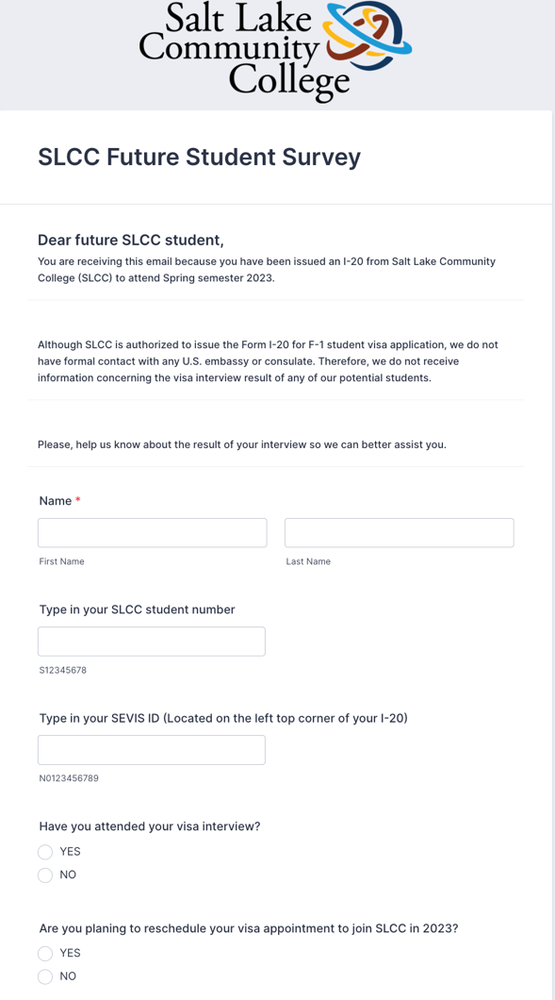 Salt Lake
Community
College
SLCC Future Student Survey
Dear future SLCC student,
You are receiving this email because you have been issued an I-20 from Salt Lake Community
College (SLCC) to attend Spring semester 2023.
Although SLCC is authorized to issue the Form I-20 for F-1 student visa application, we do not
have formal contact with any U.S. embassy or consulate. Therefore, we do not receive
information concerning the visa interview result of any of our potential students.
Please, help us know about the result of your interview so we can better assist you.
Name *
First Name
Last Name
Type in your SLCC student number
S12345678
Type in your SEVIS ID (Located on the left top corner of your I-20)
N0123456789
Have you attended your visa interview?
YES
NO
Are you planing to reschedule your visa appointment to join SLCC in 2023?
YES
NO